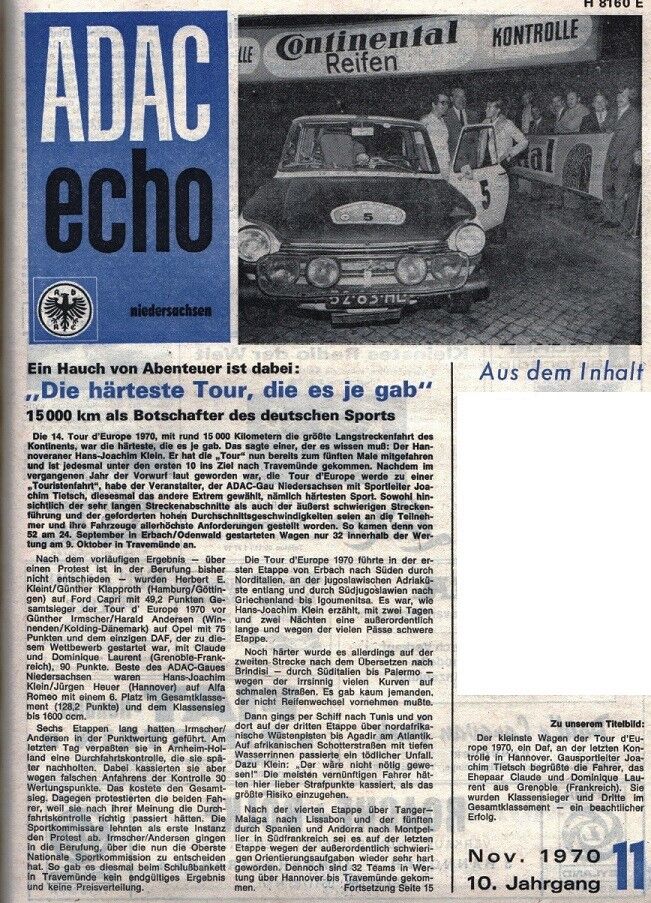 H 8160 E
ADAC
echo
niedersachsen
Continental
Reifen
KONTROLLE
5
5
52-83-HL
Ein Hauch von Abenteuer ist dabei:
„Die härteste Tour, die es je gab"
15000 km als Botschafter des deutschen Sports
Die 14. Tour d'Europe 1970, mit rund 15 000 Kilometern die größte Langstreckenfahrt des
Kontinents, war die härteste, die es je gab. Das sagte einer, der es wissen muß: Der Han-
noveraner Hans-Joachim Klein. Er hat die „Tour" nun bereits zum fünften Male mitgefahren
und ist jedesmal unter den ersten 10 ins Ziel nach Travemünde gekommen. Nachdem im
vergangenen Jahr der Vorwurf laut geworden war, die Tour d'Europe werde zu einer
„Touristenfahrt", habe der Veranstalter, der ADAC-Gau Niedersachsen mit Sportleiter Joa-
chim Tietsch, diesesmal das andere Extrem gewählt, nämlich härtesten Sport. Sowohl hin-
sichtlich der sehr langen Streckenabschnitte als auch der äußerst schwierigen Strecken-
führung und der geforderten hohen Durchschnittsgeschwindigkeiten seien an die Teilneh-
mer und ihre Fahrzeuge allerhöchste Anforderungen gestellt worden. So kamen denn von
52 am 24. September in Erbach/Odenwald gestarteten Wagen nur 32 innerhalb der Wer-
tung am 9. Oktober in Travemünde an.
Nach dem vorläufigen Ergebnis – über
einen Protest ist in der Berufung bisher
nicht entschieden – wurden Herbert E.
Kleint/Günther Klapproth (Hamburg/Göttin-
gen) auf Ford Capri mit 49,2 Punkten Ge-
samtsieger der Tour d' Europe 1970 vor
Günther Irmscher/Harald Andersen (Win-
nenden/Kolding-Dänemark) auf Opel mit 75
Punkten und dem einzigen DAF, der zu die-
sem Wettbewerb gestartet war, mit Claude
und Dominique Laurent (Grenoble-Frank-
reich), 90 Punkte. Beste des ADAC-Gaues
Niedersachsen waren Hans-Joachim
Klein/Jürgen Heuer (Hannover) auf Alfa
Romeo mit einem 6. Platz im Gesamtklasse-
ment (128,2 Punkte) und dem Klassensieg
bis 1600 ccm.
Sechs Etappen lang hatten Irmscher/
Andersen in der Punktwertung geführt. Am
letzten Tag verpaßten sie in Arnheim-Hol-
land eine Durchfahrtskontrolle, die sie spä-
ter nachholten. Dabei kassierten sie aber
wegen falschen Anfahrens der Kontrolle 30
Wertungspunkte. Das kostete den Gesamt-
sieg. Dagegen protestierten die beiden Fah-
rer, weil sie nach ihrer Meinung die Durch-
fahrtskontrolle richtig passiert hätten. Die
Sportkommissare lehnten als erste Instanz
den Protest ab. Irmscher/Andersen gingen
in die Berufung, über die nun die Oberste
Nationale Sportkommission zu entscheiden
hat. So gab es diesmal beim Schlußbankett
in Travemünde kein endgültiges Ergebnis
und keine Preisverteilung.
Die Tour d'Europe 1970 führte in der er-
sten Etappe von Erbach nach Süden durch
Norditalien, an der jugoslawischen Adriakü-
ste entlang und durch Südjugoslawien nach
Griechenland bis Igoumenitsa. Es war, wie
Hans-Joachim Klein erzählt, mit zwei Tagen
und zwei Nächten eine außerordentlich
lange und wegen der vielen Pässe schwere
Etappe.
Noch härter wurde es allerdings auf der
zweiten Strecke nach dem Übersetzen nach
Brindisi – durch Süditalien bis Palermo –
wegen der irrsinnig vielen Kurven auf
schmalen Straßen. Es gab kaum jemanden,
der nicht Reifenwechsel vornehmen mußte.
Dann gings per Schiff nach Tunis und von
dort auf der dritten Etappe über nordafrika-
nische Wüstenpisten bis Agadir am Atlantik.
Auf afrikanischen Schotterstraßen mit tiefen
Wasserrinnen passierte ein tödlicher Unfall.
Dazu Klein: „Der wäre nicht nötig gewe-
sen!" Die meisten vernünftigen Fahrer hät-
ten hier lieber Strafpunkte kassiert, als das
größte Risiko einzugehen.
Nach der vierten Etappe über Tanger–
Malaga nach Lissabon und der fünften
durch Spanien und Andorra nach Montpel-
lier in Südfrankreich sei es auf der letzten
Etappe wegen der außerordentlich schwieri-
gen Orientierungsaufgaben wieder sehr hart
geworden. Dennoch sind 32 Teams in Wer-
tung über Hannover bis Travemünde gekom-
men. Fortsetzung Seite 15
Aus dem Inhalt
Zu unserem Titelbild:
Der kleinste Wagen der Tour d'Eu-
rope 1970, ein Daf, an der letzten Kon-
trolle in Hannover. Gausportleiter Joa-
chim Tietsch begrüßte die Fahrer, das
Ehepaar Claude und Dominique Lau-
rent aus Grenoble (Frankreich). Sie
wurden Klassensieger und Dritte im
Gesamtklassement – ein beachtlicher
Erfolg.
Nov. 1970
10. Jahrgang
11